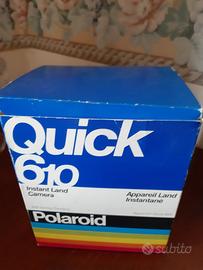 Quick
610
Instant Land
Camera
Appareil Land
Instantané
Polaroid
subito